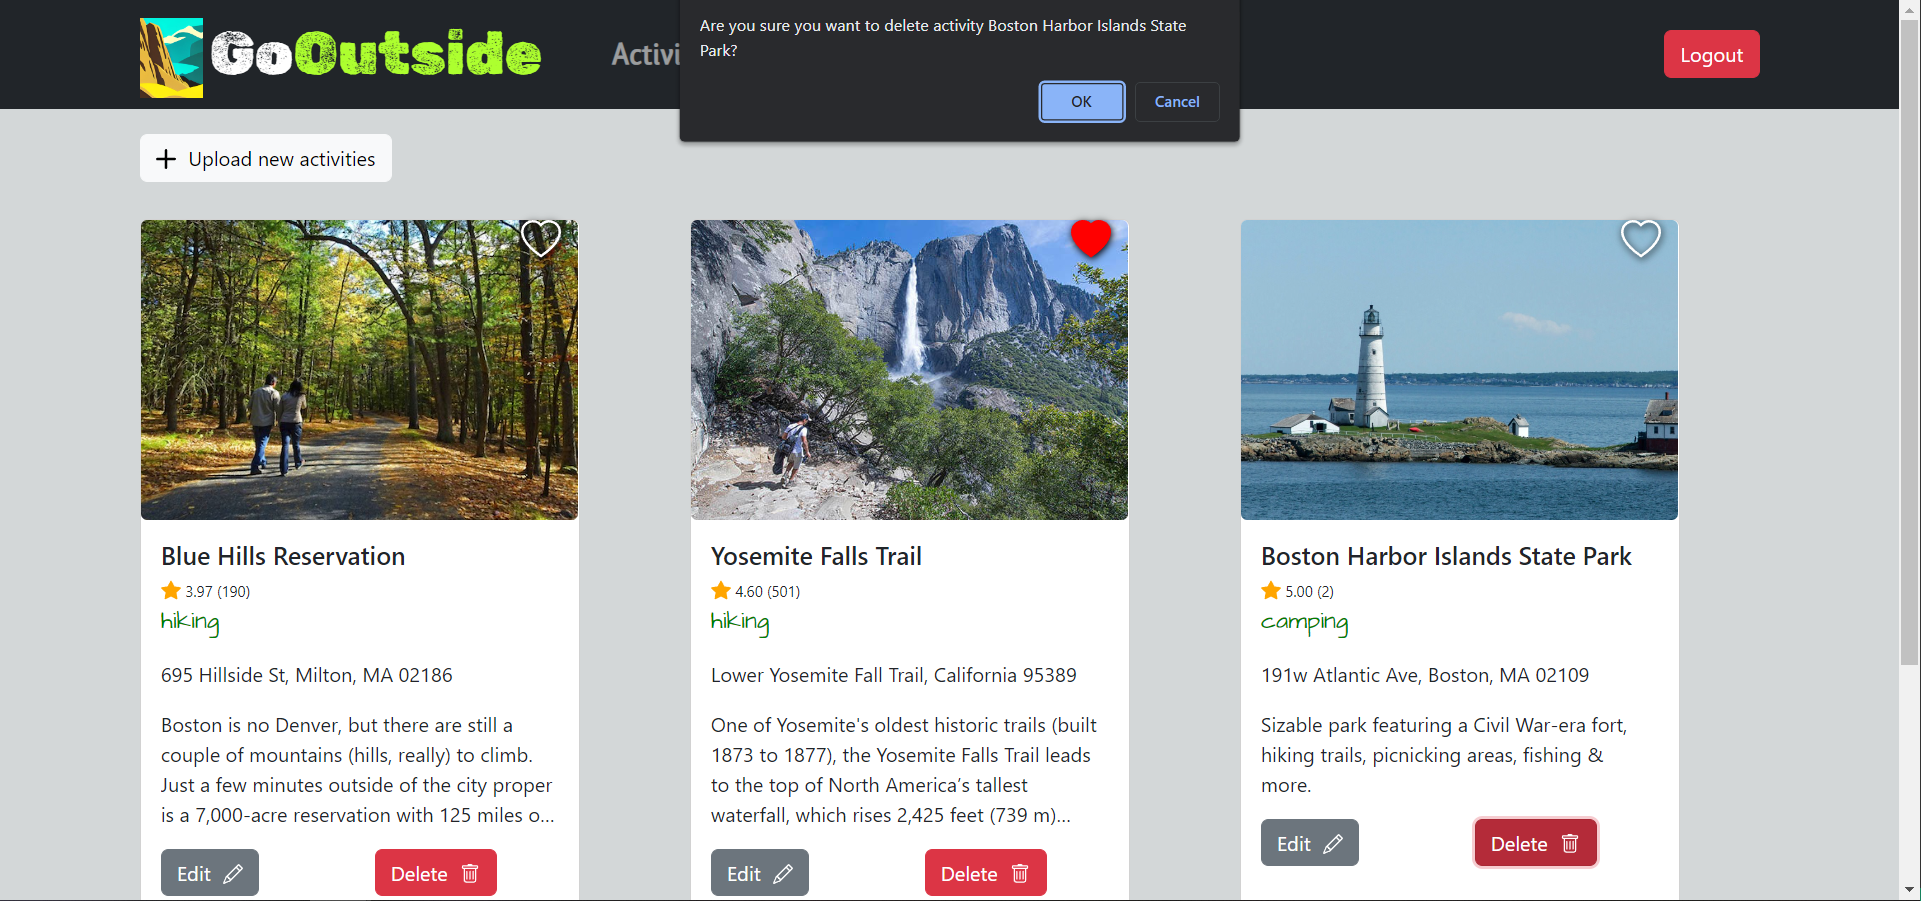 GoOutside
Activi
Are you sure you want to delete activity Boston Harbor Islands State
Park?
OK
Cancel
Logout
Upload new activities
Blue Hills Reservation
3.97 (190)
hiking
695 Hillside St, Milton, MA 02186
Boston is no Denver, but there are still a
couple of mountains (hills, really) to climb.
Just a few minutes outside of the city proper
is a 7,000-acre reservation with 125 miles o...
Edit
Delete
Yosemite Falls Trail
4.60 (501)
hiking
Lower Yosemite Fall Trail, California 95389
One of Yosemite's oldest historic trails (built
1873 to 1877), the Yosemite Falls Trail leads
to the top of North America’s tallest
waterfall, which rises 2,425 feet (739 m)...
Edit
Delete
Boston Harbor Islands State Park
5.00 (2)
camping
191w Atlantic Ave, Boston, MA 02109
Sizable park featuring a Civil War-era fort,
hiking trails, picnicking areas, fishing &
more.
Edit
Delete